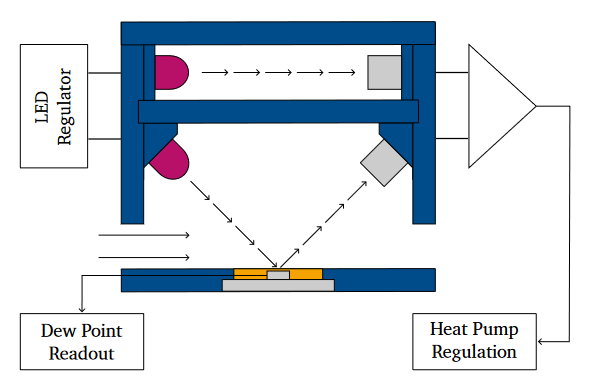 LED
Regulator
Dew Point
Readout
Heat Pump
Regulation